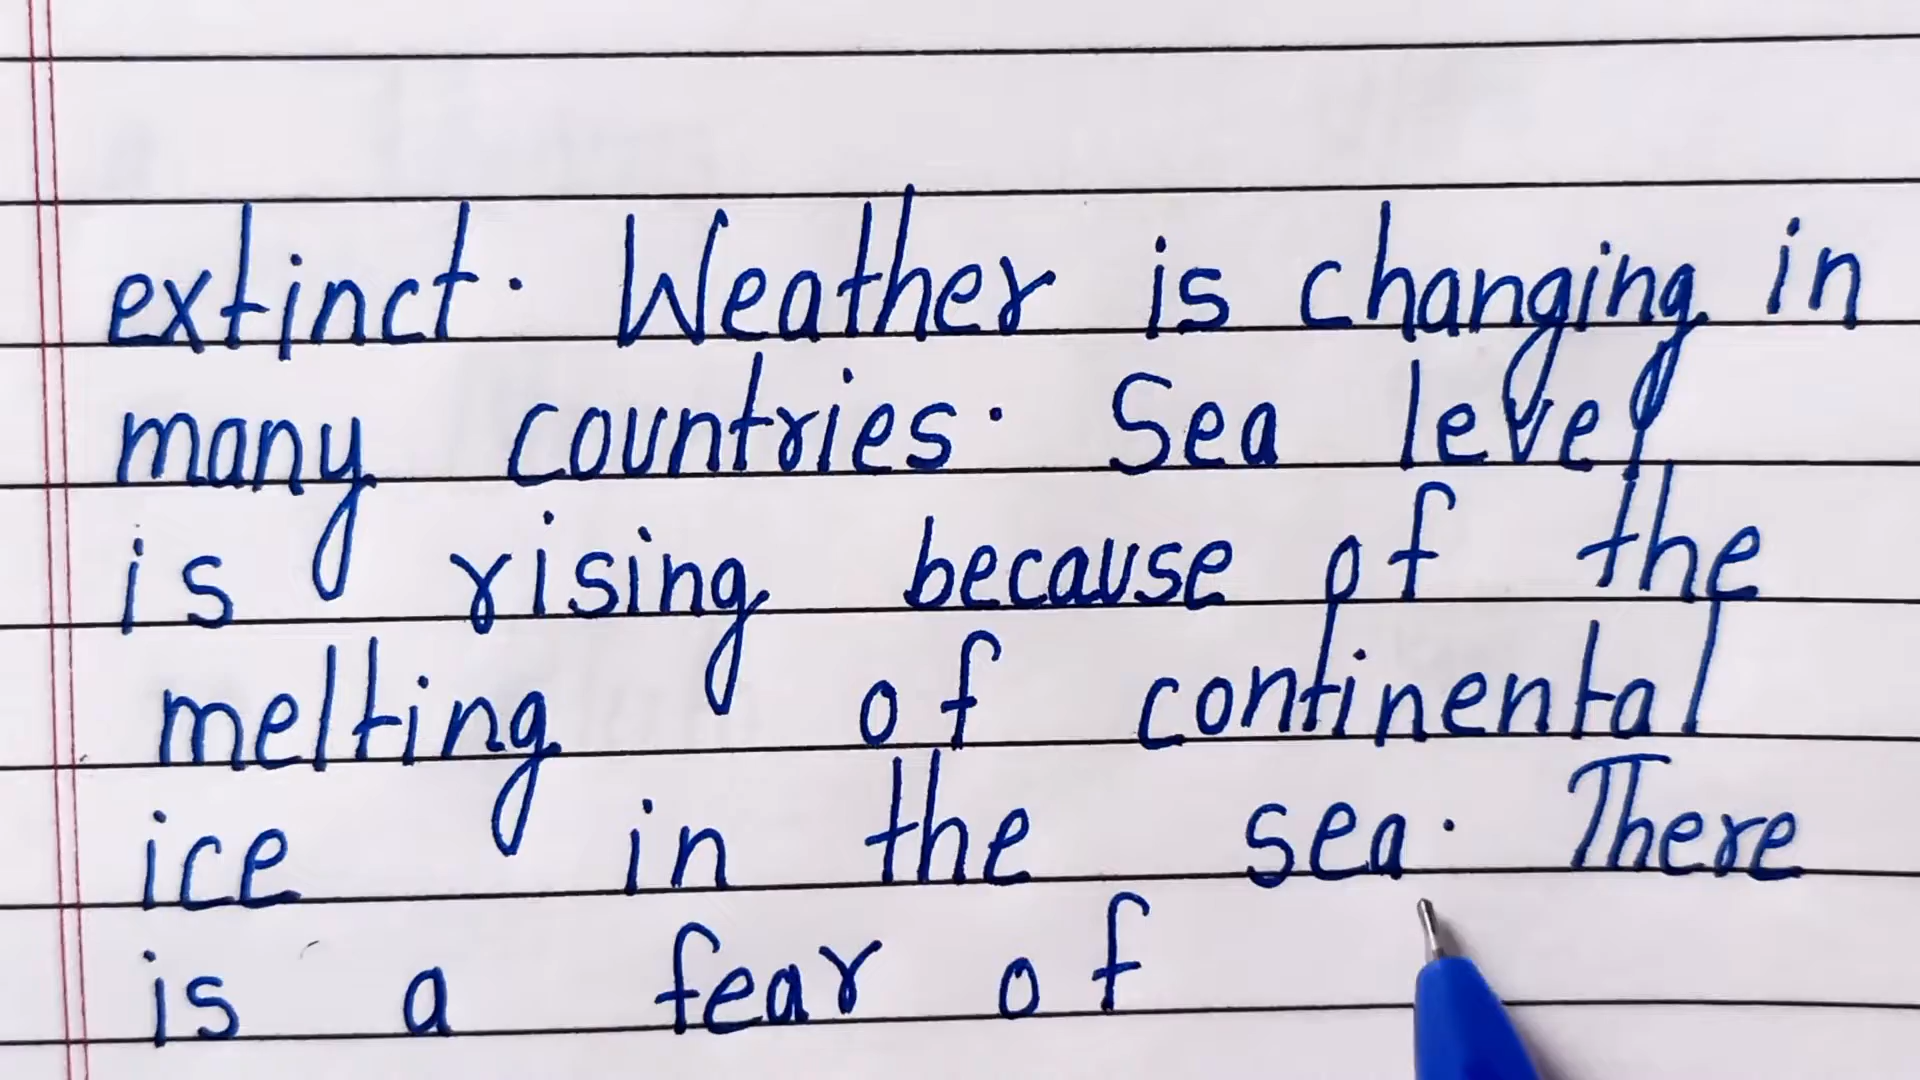 extinct. Weather is changing in
many countries. Sea level
is rising because of the
melting of continental
ice in the sea. There
is a fear of